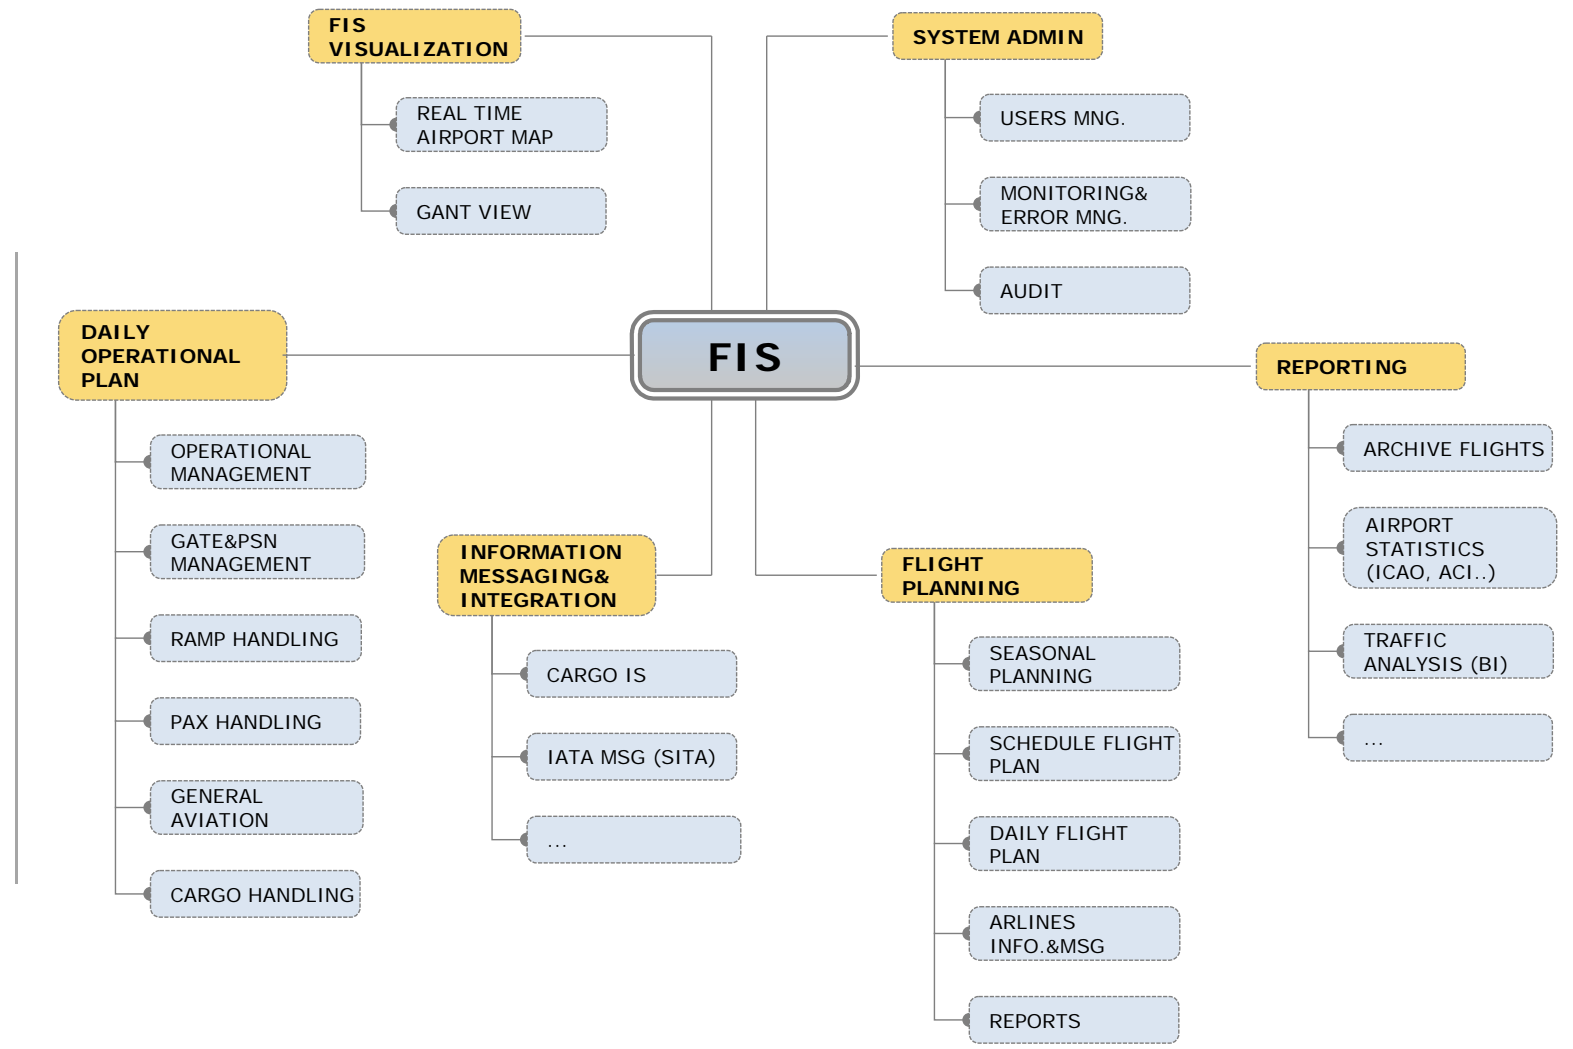 FIS
VISUALIZATION
REAL TIME
AIRPORT MAP
GANT VIEW
SYSTEM ADMIN
USERS MNG.
MONITORING&
ERROR MNG.
AUDIT
FIS
DAILY
OPERATIONAL
PLAN
OPERATIONAL
MANAGEMENT
GATE&PSN
MANAGEMENT
RAMP HANDLING
PAX HANDLING
GENERAL
AVIATION
CARGO HANDLING
INFORMATION
MESSAGING&
INTEGRATION
CARGO IS
IATA MSG (SITA)
...
FLIGHT
PLANNING
SEASONAL
PLANNING
SCHEDULE FLIGHT
PLAN
DAILY FLIGHT
PLAN
ARLINES
INFO.&MSG
REPORTS
REPORTING
ARCHIVE FLIGHTS
AIRPORT
STATISTICS
(ICAO, ACI..)
TRAFFIC
ANALYSIS (BI)
...